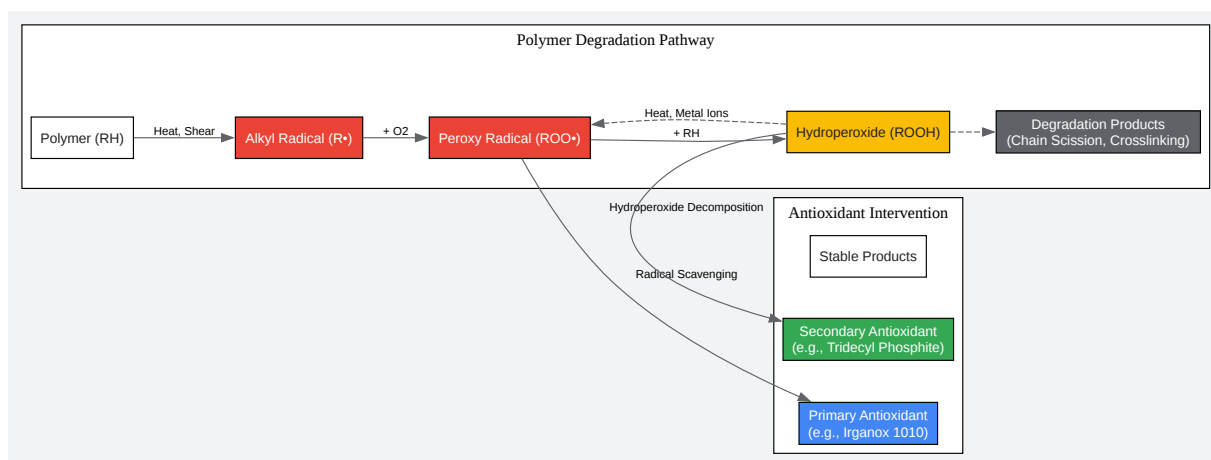 Polymer Degradation Pathway
Polymer (RH)
Heat, Shear
Alkyl Radical (R•)
+ O2
Peroxy Radical (ROO•)
Heat, Metal Ions
+ RH
Hydroperoxide (ROOH)
Degradation Products
(Chain Scission, Crosslinking)
Hydroperoxide Decomposition
Radical Scavenging
Antioxidant Intervention
Stable Products
Secondary Antioxidant
(e.g., Tridecyl Phosphite)
Primary Antioxidant
(e.g., Irganox 1010)